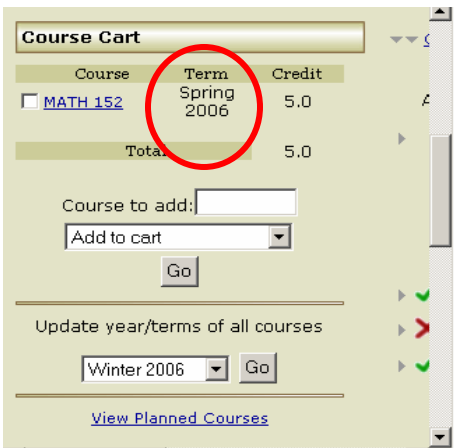 Course Cart
Course Term Credit
MATH 152 Spring 2006 5.0
Total 5.0
Course to add:
Add to cart
Go
Update year/terms of all courses
Winter 2006 Go
View Planned Courses